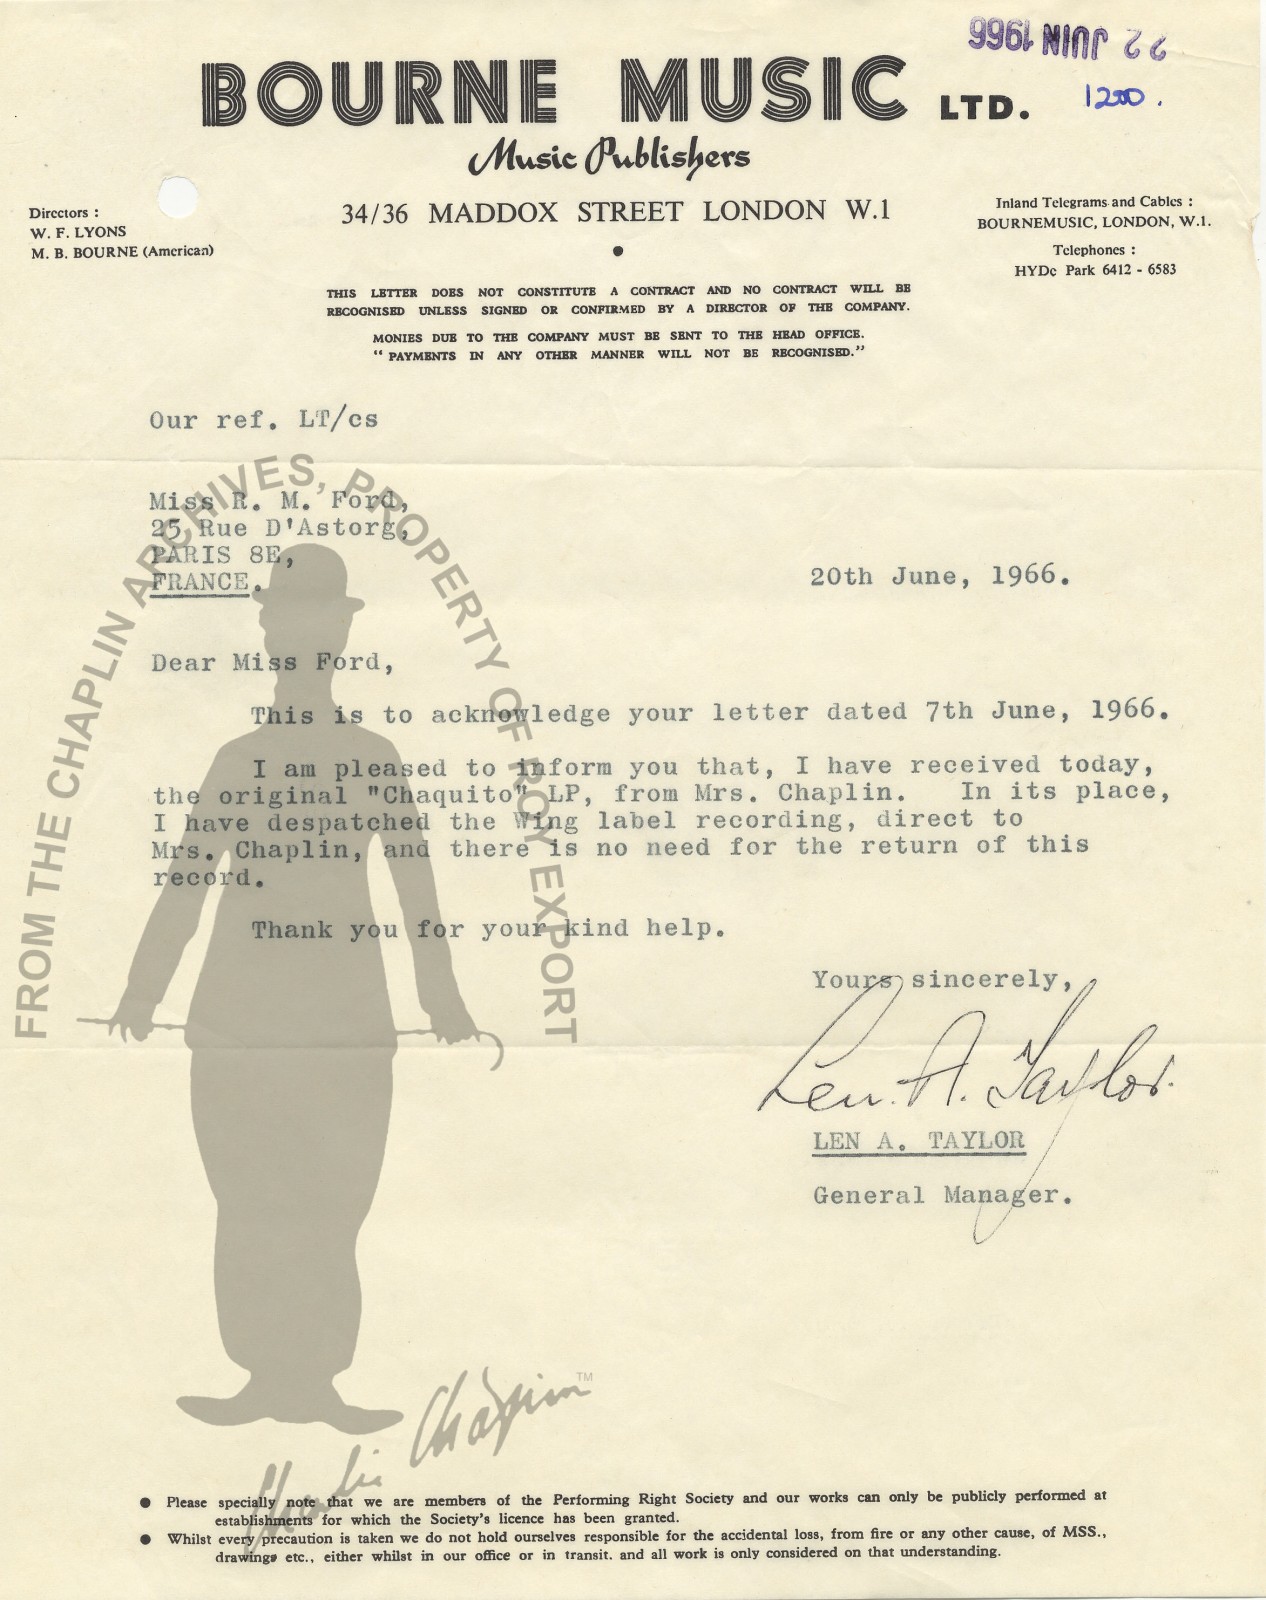 22 JUIN 1966
1200.
BOURNE MUSIC LTD.
Music Publishers
34/36 MADDOX STREET LONDON W.1
Directors :
W. F. LYONS
M. B. BOURNE (American)
Inland Telegrams and Cables :
BOURNEMUSIC, LONDON, W.1.
Telephones :
HYDe Park 6412 - 6583
THIS LETTER DOES NOT CONSTITUTE A CONTRACT AND NO CONTRACT WILL BE
RECOGNISED UNLESS SIGNED OR CONFIRMED BY A DIRECTOR OF THE COMPANY.
MONIES DUE TO THE COMPANY MUST BE SENT TO THE HEAD OFFICE.
“ PAYMENTS IN ANY OTHER MANNER WILL NOT BE RECOGNISED.”
Our ref. LT/cs
Miss R. M. Ford,
25 Rue D'Astorg,
PARIS 8E,
FRANCE.
20th June, 1966.
Dear Miss Ford,
This is to acknowledge your letter dated 7th June, 1966.
I am pleased to inform you that, I have received today,
the original "Chaquito" LP, from Mrs. Chaplin. In its place,
I have despatched the Wing label recording, direct to
Mrs. Chaplin, and there is no need for the return of this
record.
Thank you for your kind help.
Yours sincerely,
Len. A. Taylor.
LEN A. TAYLOR
General Manager.
FROM THE CHAPLIN ARCHIVES, PROPERTY OF ROY EXPORT
Charlie Chaplin TM
● Please specially note that we are members of the Performing Right Society and our works can only be publicly performed at
establishments for which the Society's licence has been granted.
● Whilst every precaution is taken we do not hold ourselves responsible for the accidental loss, from fire or any other cause, of MSS.,
drawings etc., either whilst in our office or in transit. and all work is only considered on that understanding.